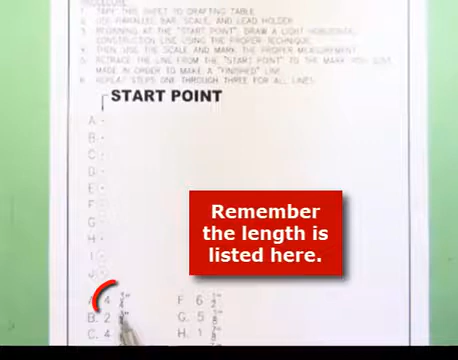 PROCEDURE
1. TAPE THIS SHEET TO DRAFTING TABLE
2. USE PARALLEL BAR, SCALE, AND LEAD HOLDER
3. BEGINNING AT THE "START POINT", DRAW A LIGHT HORIZONTAL
CONSTRUCTION LINE USING THE PROPER TECHNIQUE
4. THEN USE THE SCALE AND MARK THE PROPER MEASUREMENT
5. RETRACE THE LINE FROM THE "START POINT" TO THE MARK YOU JUST
MADE IN ORDER TO MAKE A "FINISHED" LINE
6. REPEAT STEPS ONE THROUGH THREE FOR ALL LINES
START POINT
A
B
C
D
E
F
G
H
I
J
Remember
the length is
listed here.
A. 4 F 6 1/2"
B. 2 G. 5
C. 4 H. 1